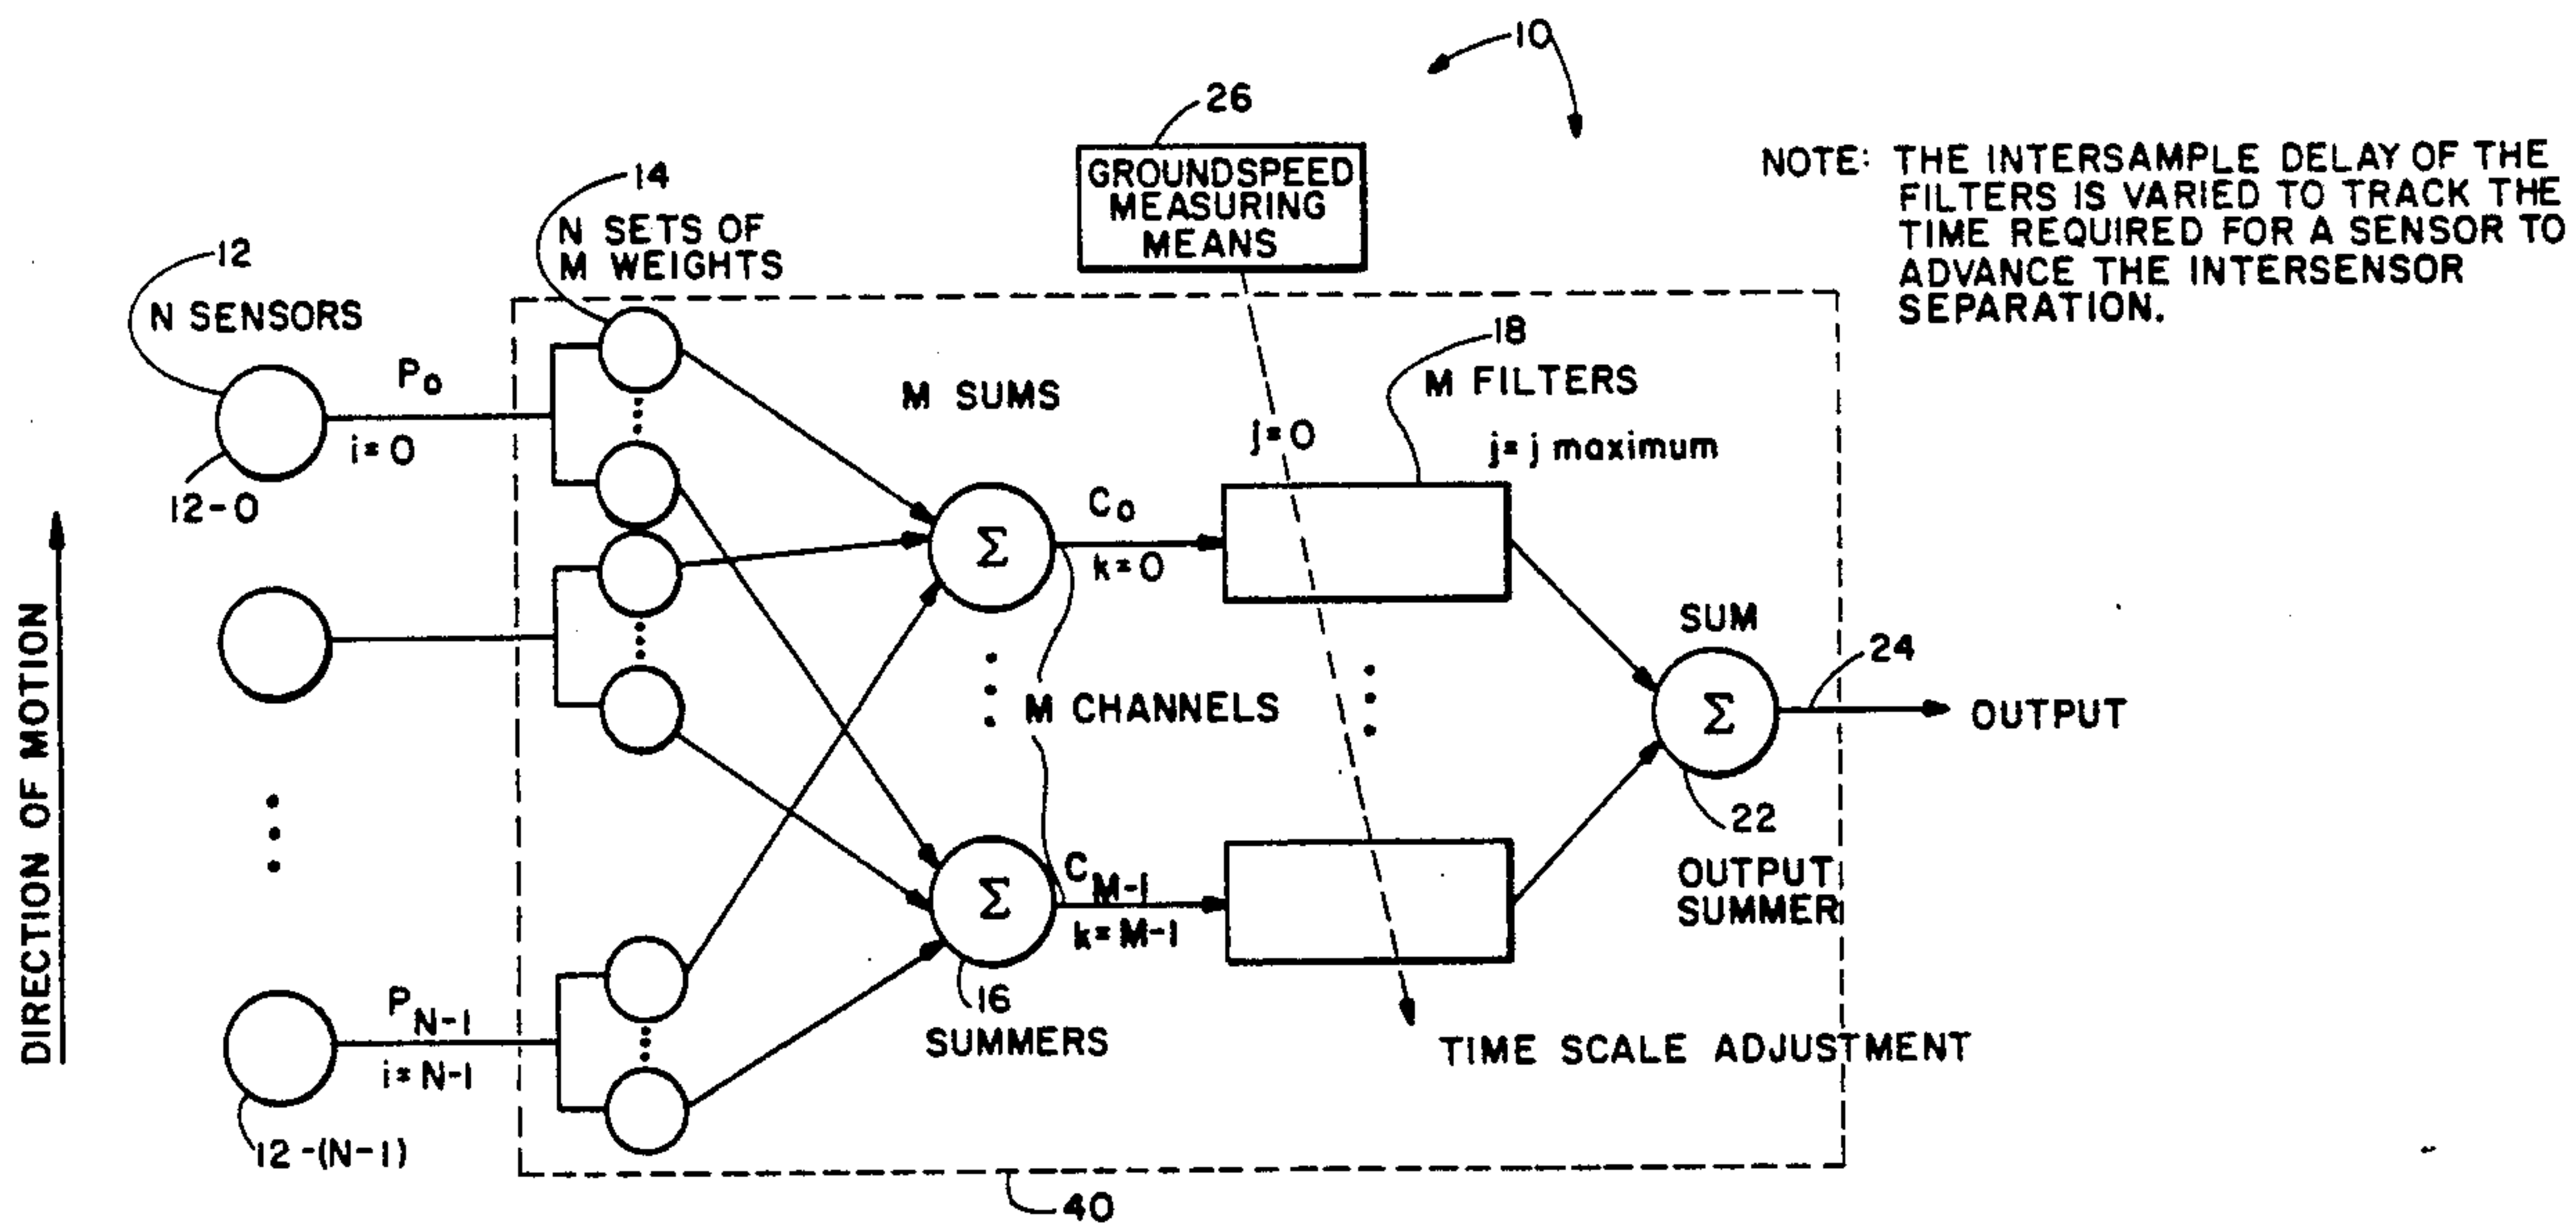 10
26
GROUNDSPEED
MEASURING
MEANS
NOTE: THE INTERSAMPLE DELAY OF THE
FILTERS IS VARIED TO TRACK THE
TIME REQUIRED FOR A SENSOR TO
ADVANCE THE INTERSENSOR
SEPARATION.
14
N SETS OF
M WEIGHTS
12
N SENSORS
P0
i=0
12-0
M SUMS
18
M FILTERS
j=0
j=j maximum
C0
k=0
Σ
SUM
24
M CHANNELS
Σ
OUTPUT
22
OUTPUT
SUMMER
CM-1
k=M-1
Σ
16
SUMMERS
TIME SCALE ADJUSTMENT
PN-1
i=N-1
12-(N-1)
40
DIRECTION OF MOTION